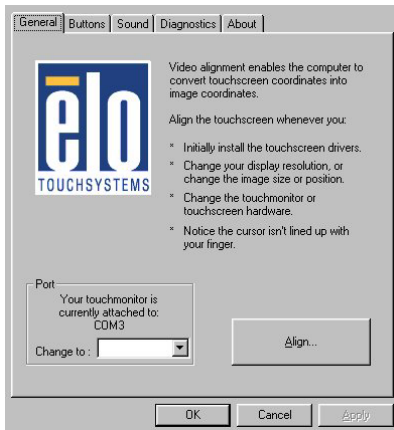 General Buttons Sound Diagnostics About
elo
TOUCHSYSTEMS
Video alignment enables the computer to
convert touchscreen coordinates into
image coordinates.
Align the touchscreen whenever you:
* Initially install the touchscreen drivers.
* Change your display resolution, or
change the image size or position.
* Change the touchmonitor or
touchscreen hardware.
* Notice the cursor isn't lined up with
your finger.
Port
Your touchmonitor is
currently attached to:
COM3
Change to :
Align...
OK Cancel Apply